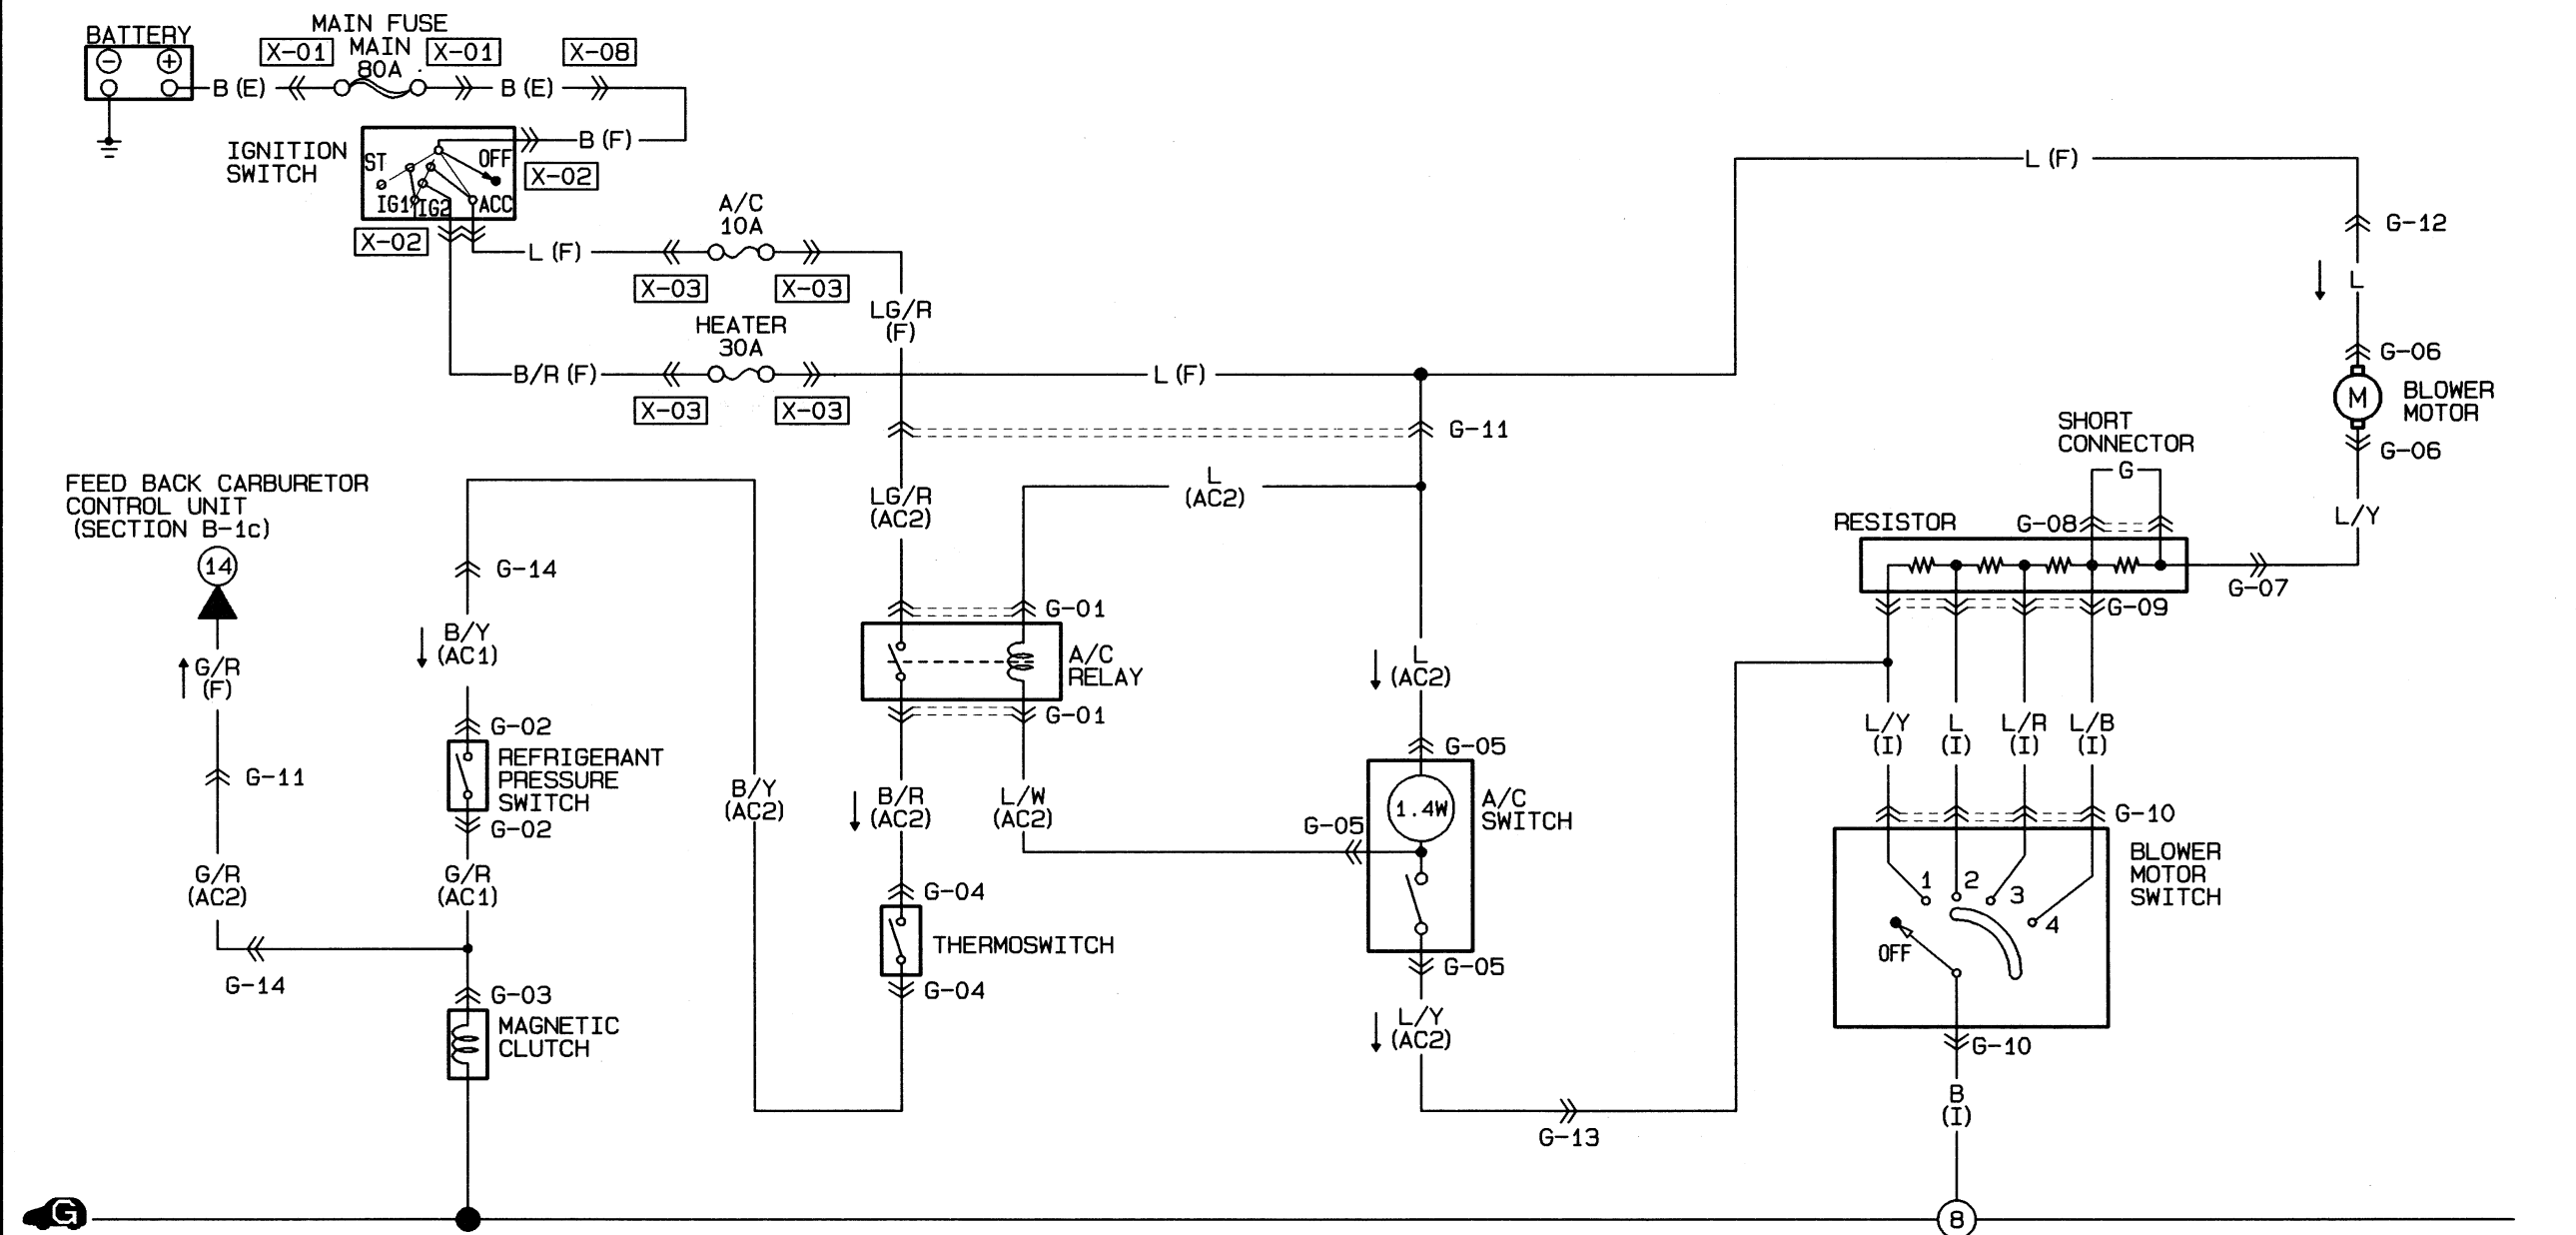 MAIN FUSE
BATTERY
X-01
MAIN
X-01
X-08
80A
B (E)
B (E)
IGNITION
SWITCH
ST
OFF
B (F)
X-02
IG1
IG2
ACC
X-02
L (F)
A/C
10A
X-03
X-03
LG/R
(F)
HEATER
30A
B/R (F)
X-03
X-03
L (F)
L (F)
G-12
L
G-06
M
BLOWER
MOTOR
G-06
L/Y
G-11
SHORT
CONNECTOR
G
G-08
RESISTOR
G-07
G-09
FEED BACK CARBURETOR
CONTROL UNIT
(SECTION B-1c)
14
G/R
(F)
G-11
G/R
(AC2)
G-14
G-14
B/Y
(AC1)
G-02
REFRIGERANT
PRESSURE
SWITCH
G-02
G/R
(AC1)
G-03
MAGNETIC
CLUTCH
B/Y
(AC2)
LG/R
(AC2)
L
(AC2)
G-01
A/C
RELAY
G-01
B/R
(AC2)
L/W
(AC2)
G-04
THERMOSWITCH
G-04
L
(AC2)
G-05
1.4W
A/C
SWITCH
G-05
G-05
L/Y
(AC2)
G-13
L/Y
(I)
L
(I)
L/R
(I)
L/B
(I)
G-10
BLOWER
MOTOR
SWITCH
1
2
3
4
OFF
G-10
B
(I)
G
8